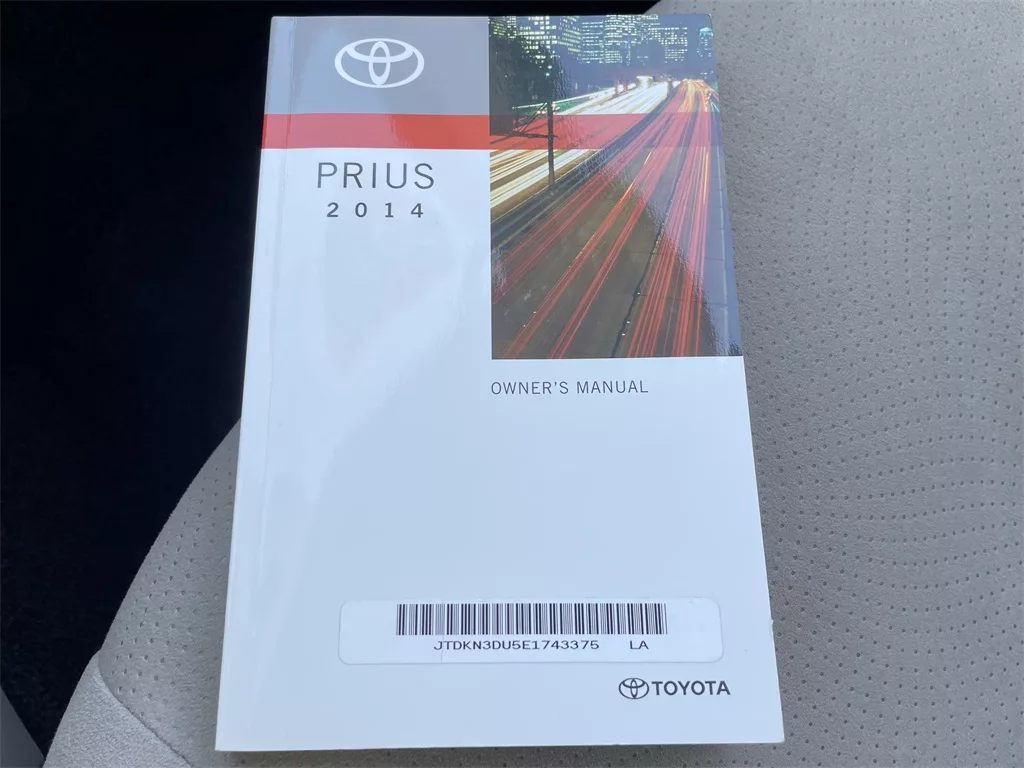 PRIUS
2014
OWNER'S MANUAL
JTDKN3DU5E1743375 LA
TOYOTA